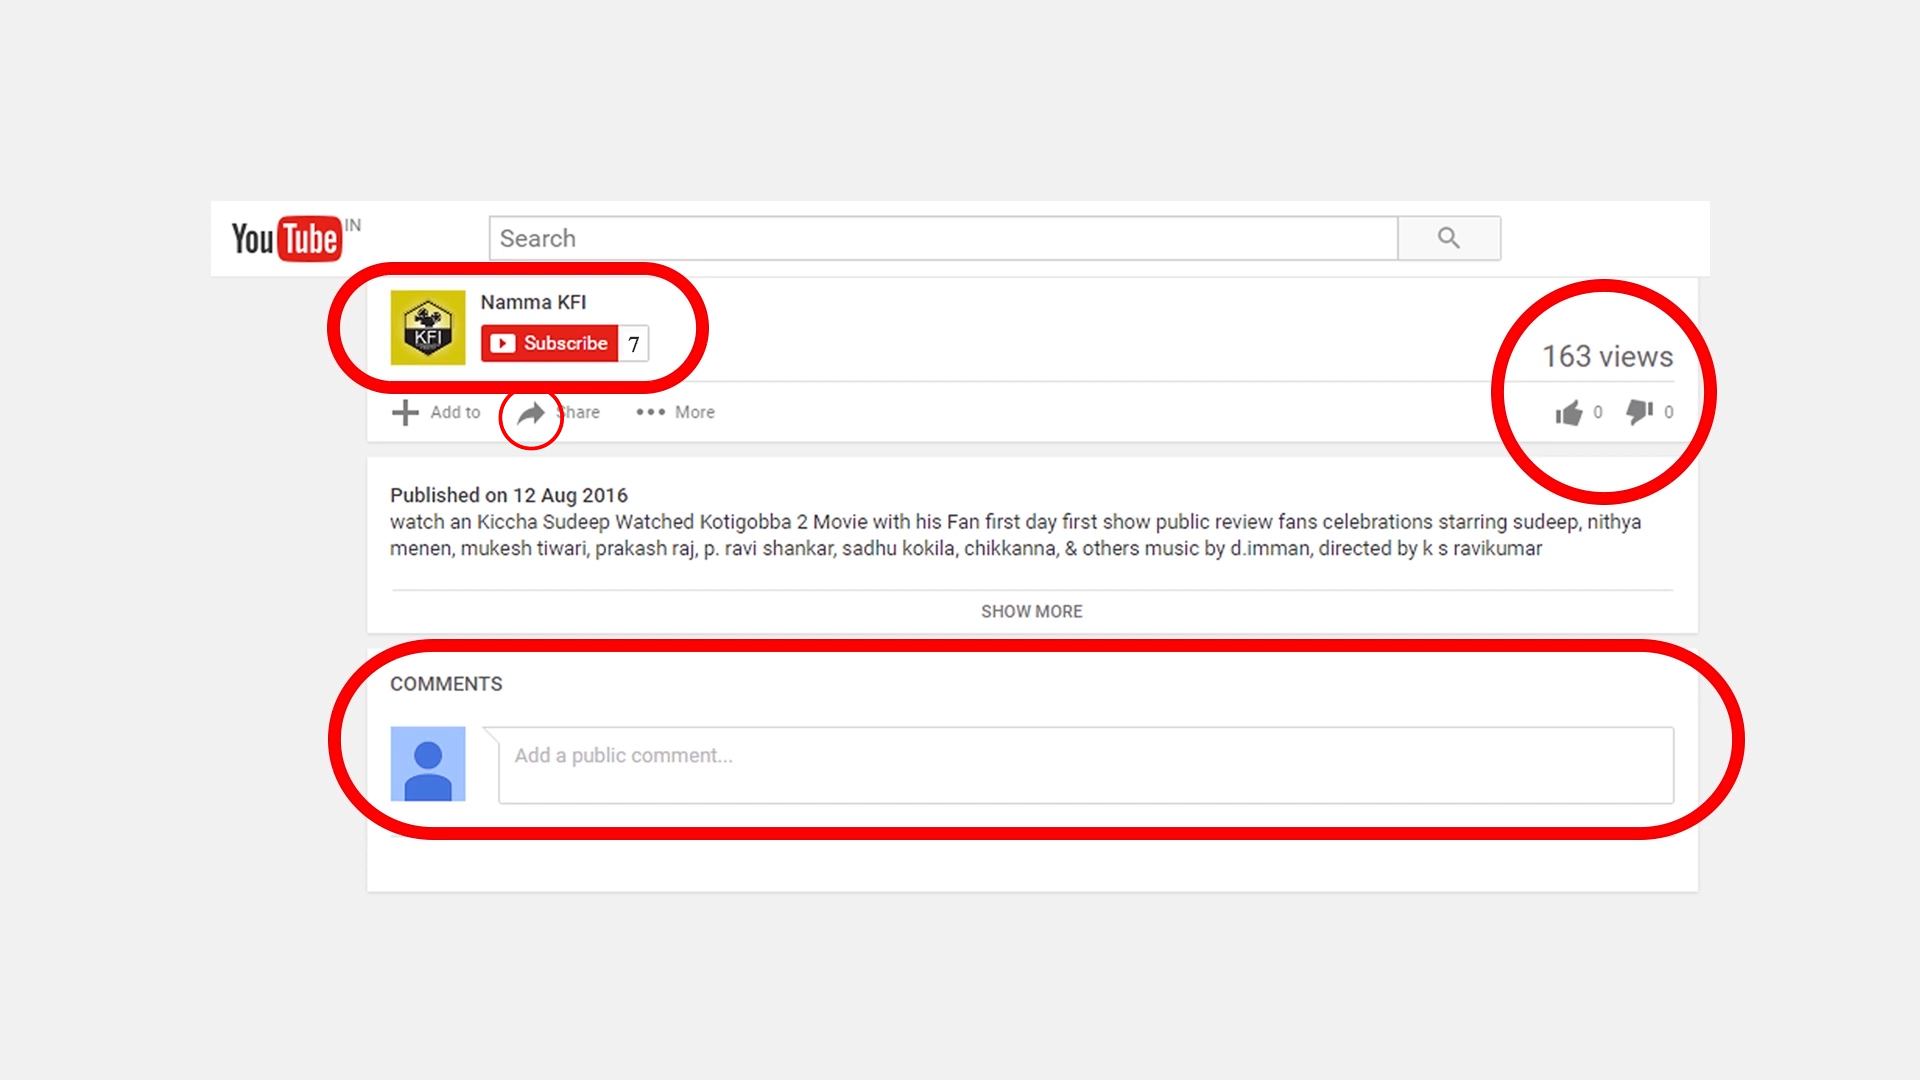 YouTube IN
Search
KFI
Namma KFI
Subscribe 7
163 views
Add to Share More
0 0
Published on 12 Aug 2016
watch an Kiccha Sudeep Watched Kotigobba 2 Movie with his Fan first day first show public review fans celebrations starring sudeep, nithya
menen, mukesh tiwari, prakash raj, p. ravi shankar, sadhu kokila, chikkanna, & others music by d.imman, directed by k s ravikumar
SHOW MORE
COMMENTS
Add a public comment...